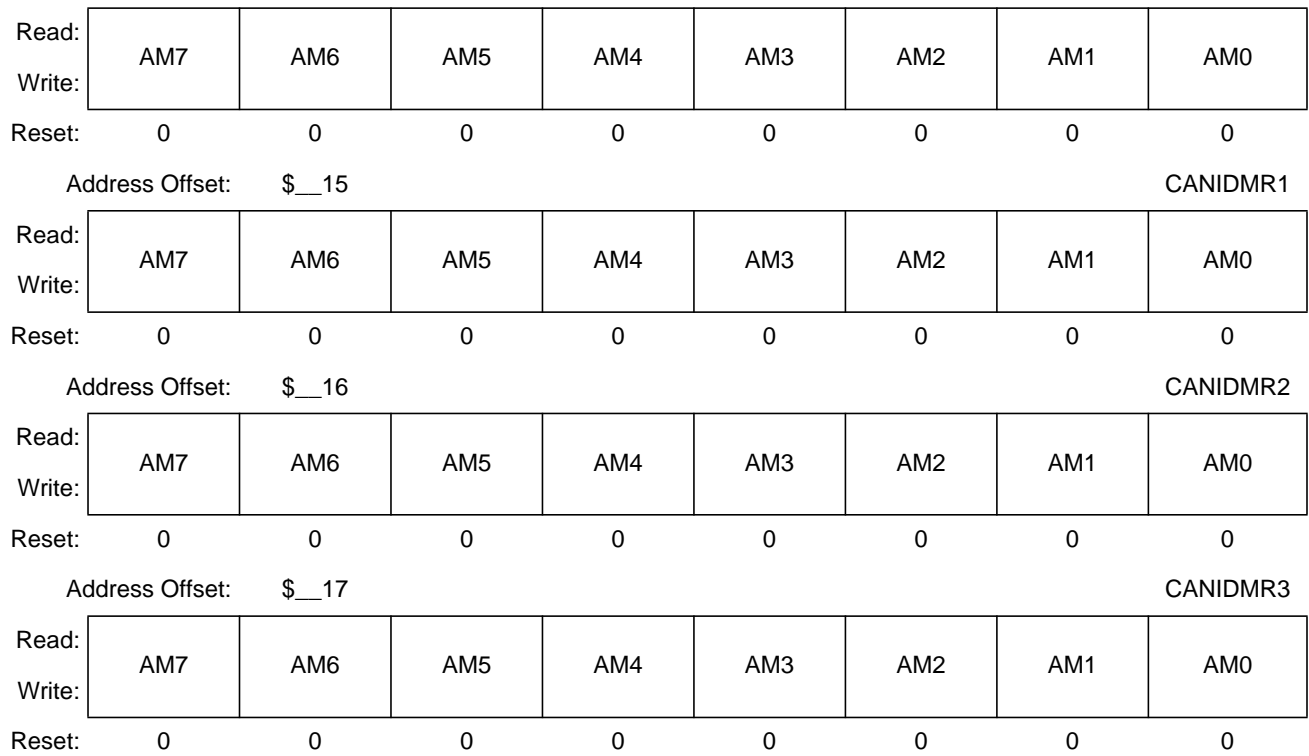 Read:
AM7 AM6 AM5 AM4 AM3 AM2 AM1 AM0
Write:
Reset: 0 0 0 0 0 0 0 0
Address Offset: $__15 CANIDMR1
Read:
AM7 AM6 AM5 AM4 AM3 AM2 AM1 AM0
Write:
Reset: 0 0 0 0 0 0 0 0
Address Offset: $__16 CANIDMR2
Read:
AM7 AM6 AM5 AM4 AM3 AM2 AM1 AM0
Write:
Reset: 0 0 0 0 0 0 0 0
Address Offset: $__17 CANIDMR3
Read:
AM7 AM6 AM5 AM4 AM3 AM2 AM1 AM0
Write:
Reset: 0 0 0 0 0 0 0 0